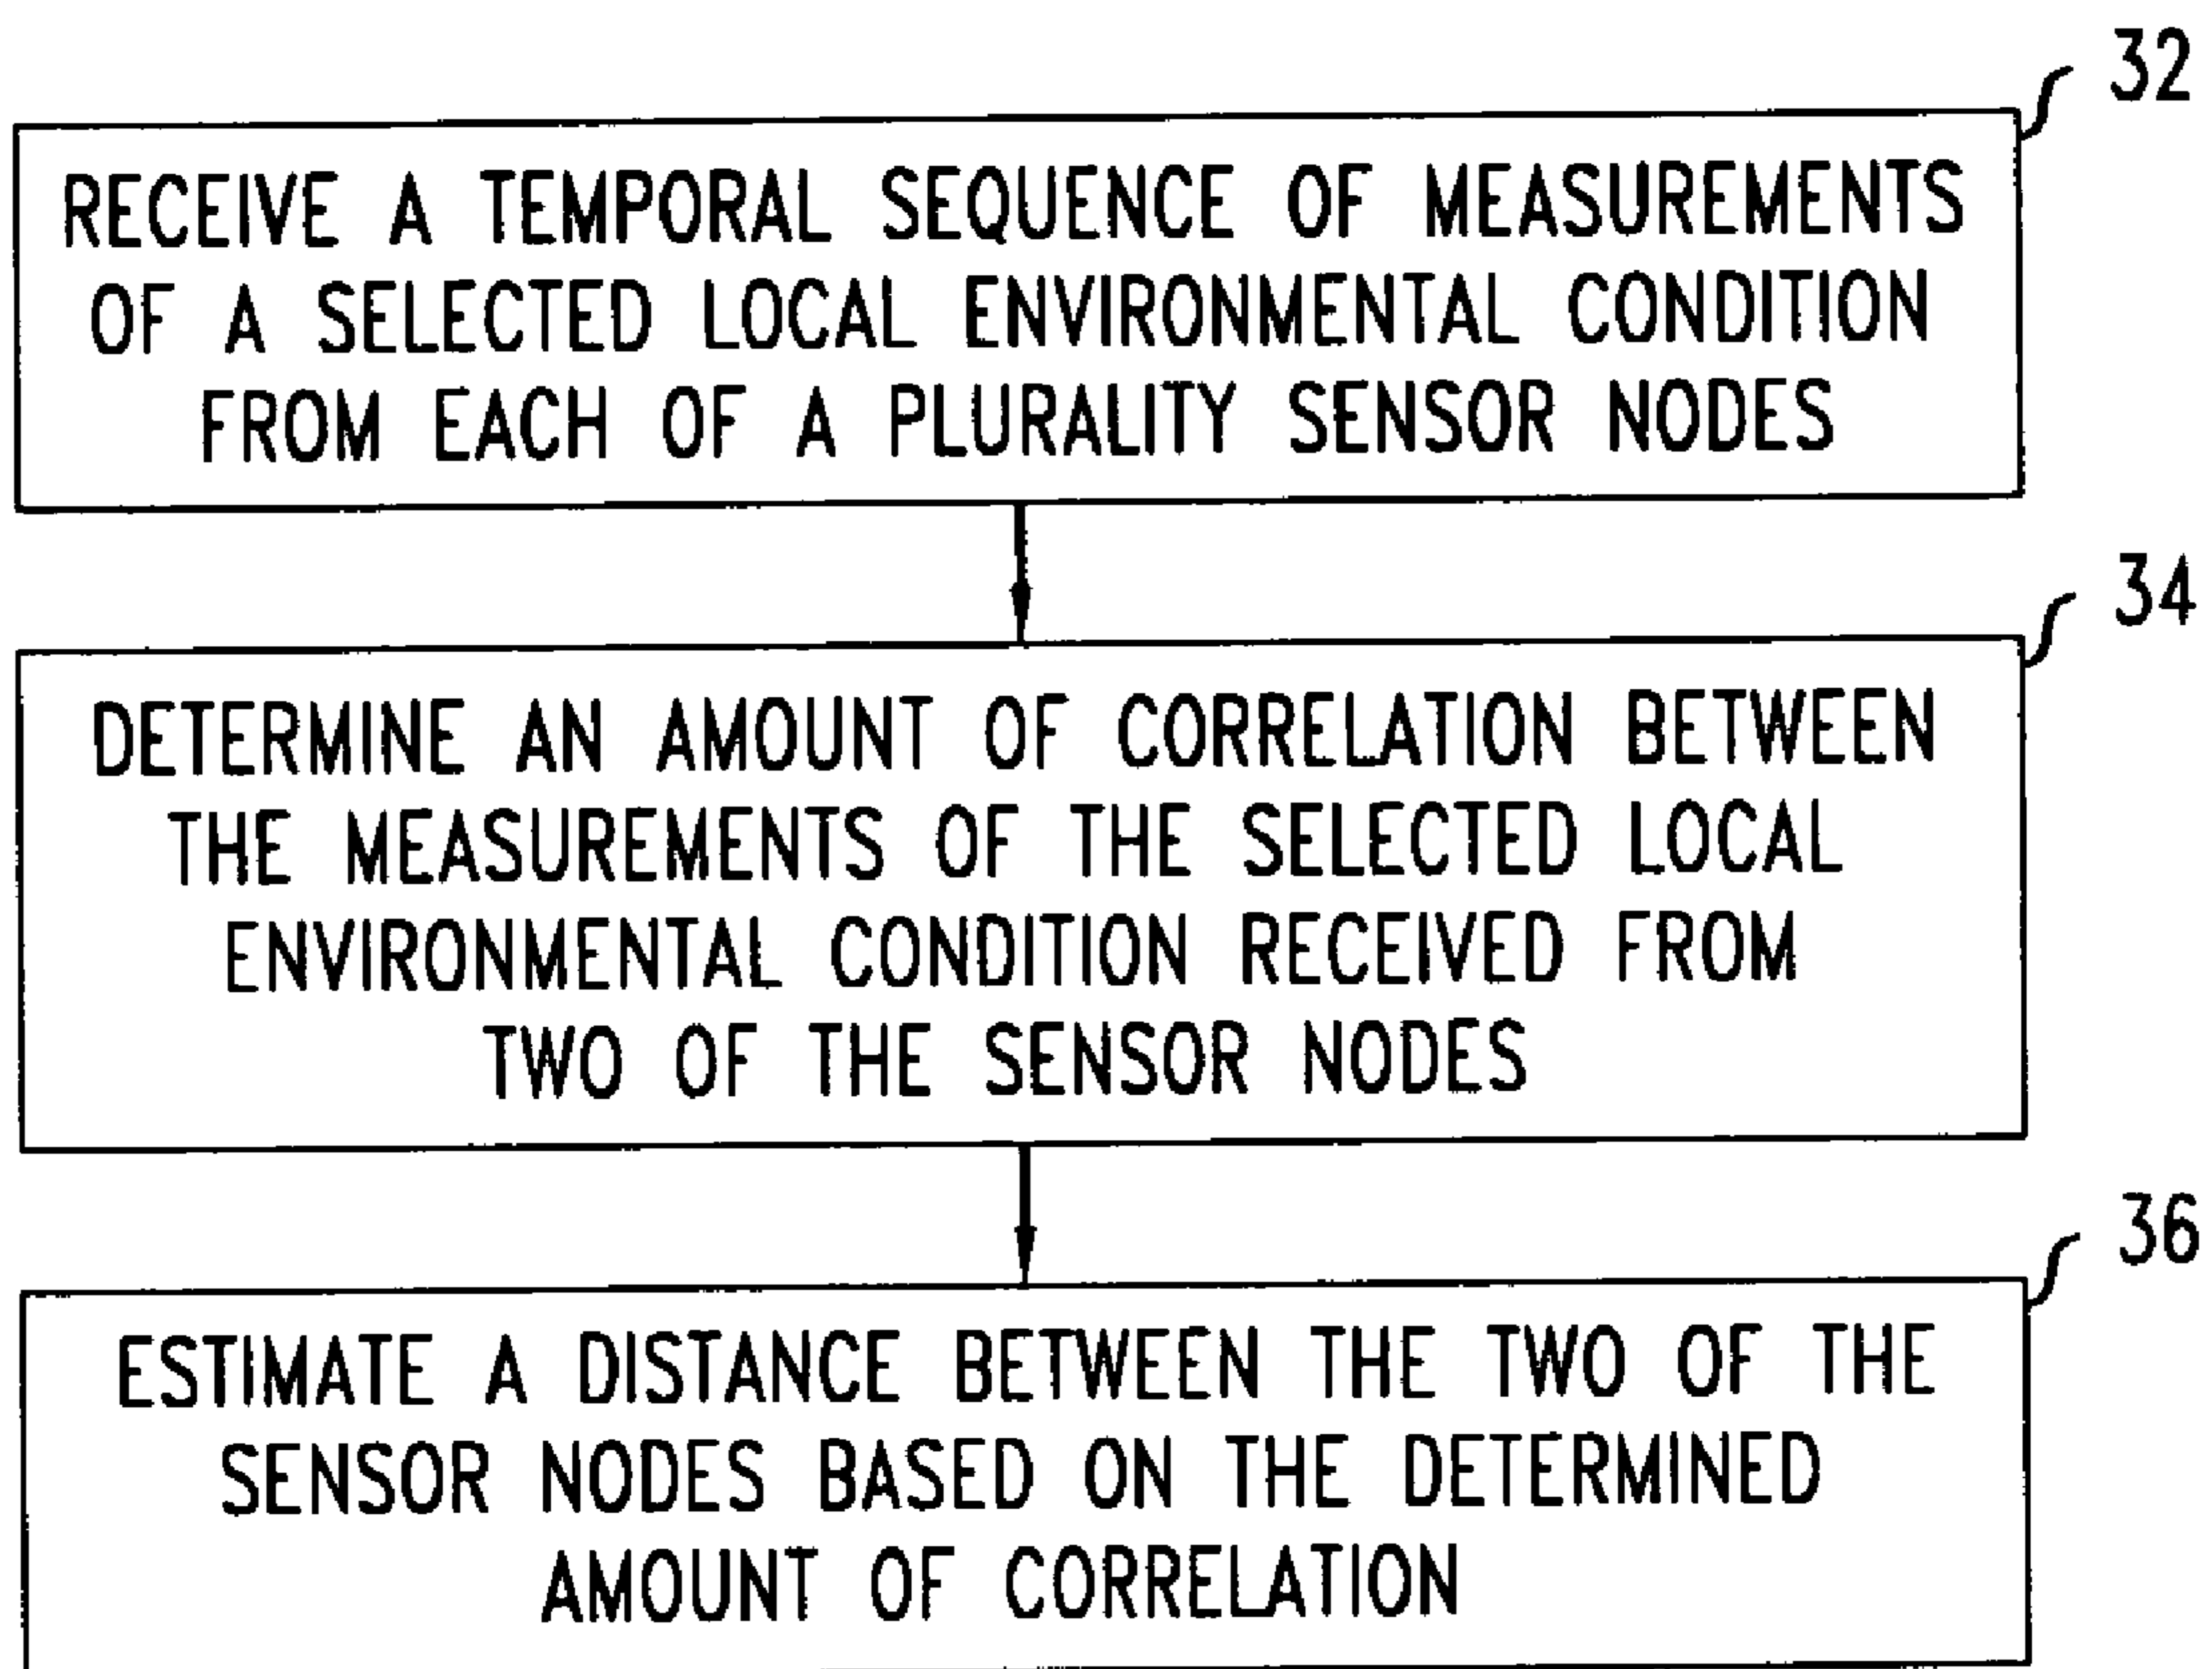 32
RECEIVE A TEMPORAL SEQUENCE OF MEASUREMENTS
OF A SELECTED LOCAL ENVIRONMENTAL CONDITION
FROM EACH OF A PLURALITY SENSOR NODES
34
DETERMINE AN AMOUNT OF CORRELATION BETWEEN
THE MEASUREMENTS OF THE SELECTED LOCAL
ENVIRONMENTAL CONDITION RECEIVED FROM
TWO OF THE SENSOR NODES
36
ESTIMATE A DISTANCE BETWEEN THE TWO OF THE
SENSOR NODES BASED ON THE DETERMINED
AMOUNT OF CORRELATION